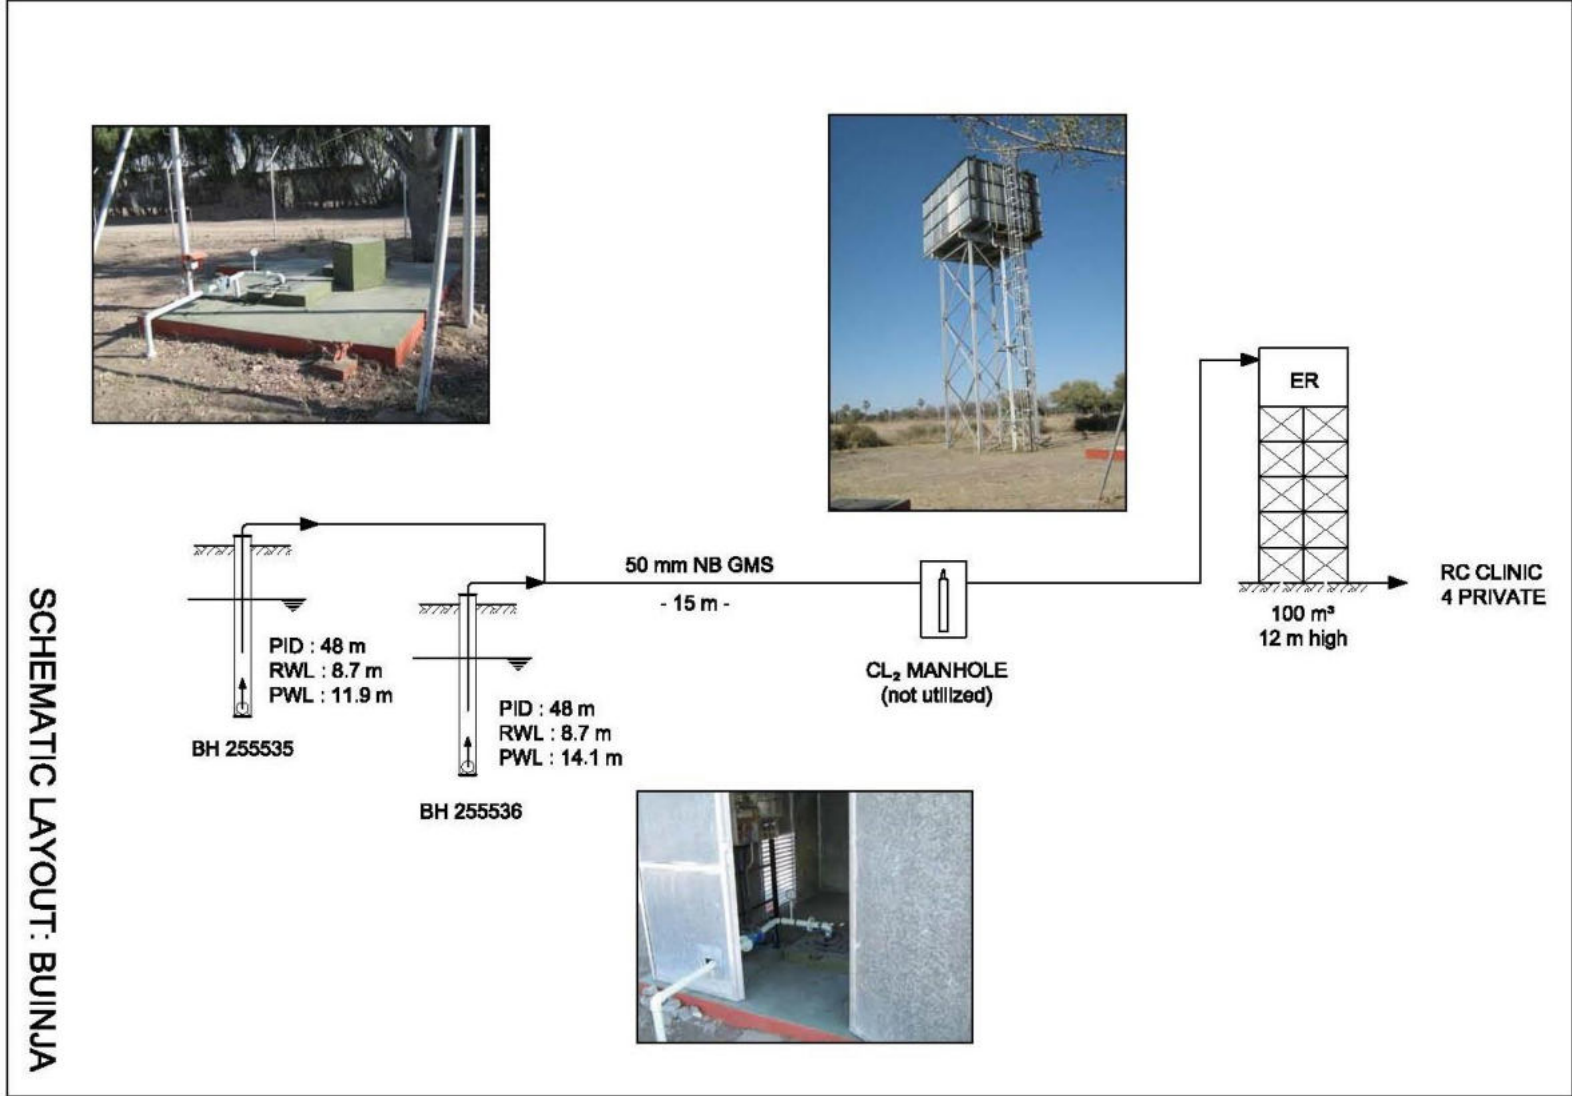 SCHEMATIC LAYOUT: BUINJA
PID : 48 m
RWL : 8.7 m
PWL : 11.9 m
BH 255535
PID : 48 m
RWL : 8.7 m
PWL : 14.1 m
BH 255536
50 mm NB GMS
- 15 m -
CL₂ MANHOLE
(not utilized)
ER
100 m³
12 m high
RC CLINIC
4 PRIVATE